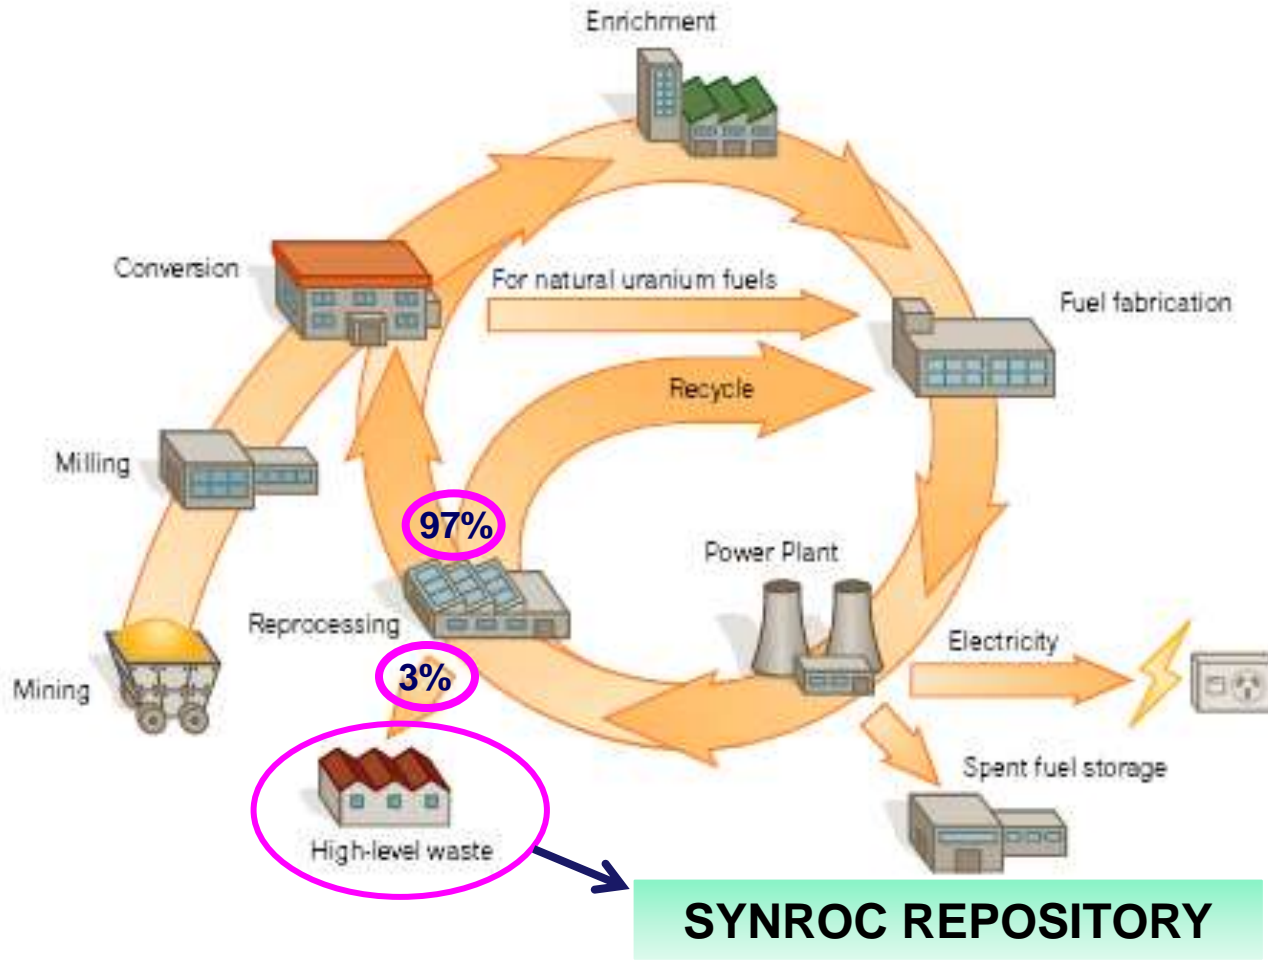 Enrichment
Conversion
For natural uranium fuels
Fuel fabrication
Recycle
Milling
97%
Power Plant
Reprocessing
Electricity
3%
Mining
Spent fuel storage
High-level waste
SYNROC REPOSITORY